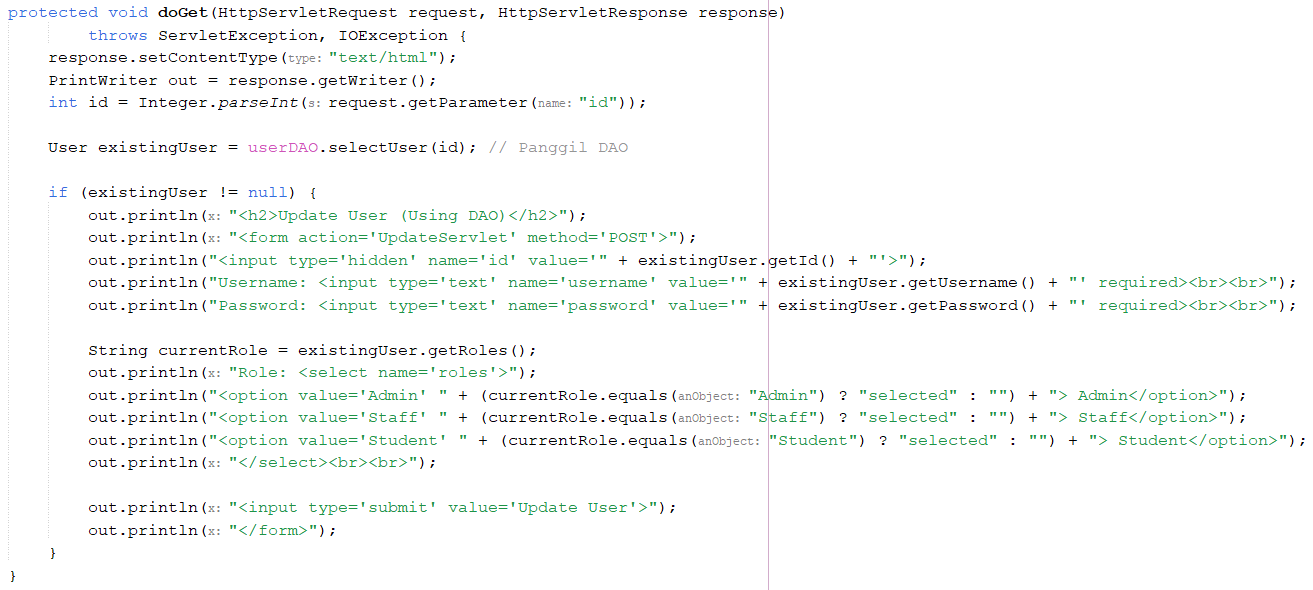 protected void doGet(HttpServletRequest request, HttpServletResponse response)
        throws ServletException, IOException {
    response.setContentType(type: "text/html");
    PrintWriter out = response.getWriter();
    int id = Integer.parseInt(s: request.getParameter(name: "id"));

    User existingUser = userDAO.selectUser(id); // Panggil DAO

    if (existingUser != null) {
        out.println(x: "<h2>Update User (Using DAO)</h2>");
        out.println(x: "<form action='UpdateServlet' method='POST'>");
        out.println("<input type='hidden' name='id' value='" + existingUser.getId() + "'>");
        out.println("Username: <input type='text' name='username' value='" + existingUser.getUsername() + "' required><br><br>");
        out.println("Password: <input type='text' name='password' value='" + existingUser.getPassword() + "' required><br><br>");

        String currentRole = existingUser.getRoles();
        out.println(x: "Role: <select name='roles'>");
        out.println("<option value='Admin' " + (currentRole.equals(anObject: "Admin") ? "selected" : "") + "> Admin</option>");
        out.println("<option value='Staff' " + (currentRole.equals(anObject: "Staff") ? "selected" : "") + "> Staff</option>");
        out.println("<option value='Student' " + (currentRole.equals(anObject: "Student") ? "selected" : "") + "> Student</option>");
        out.println(x: "</select><br><br>");

        out.println(x: "<input type='submit' value='Update User'>");
        out.println(x: "</form>");
    }
}